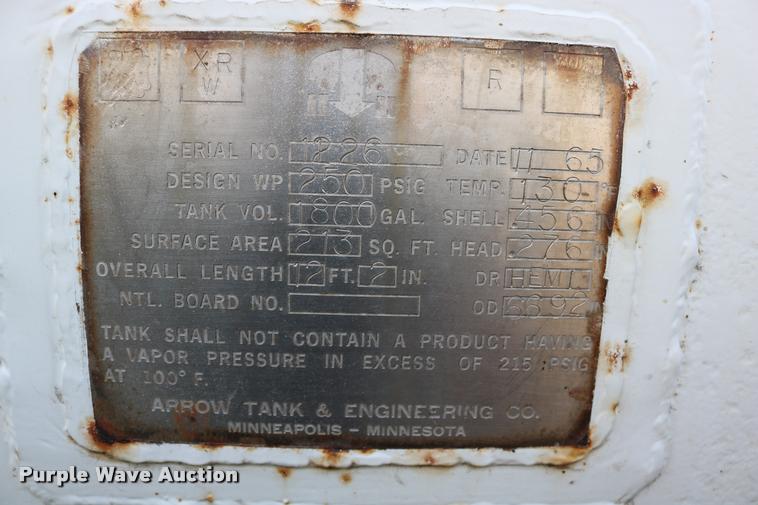 XR
W
R
SERIAL NO. 1226 DATE 11 65
DESIGN WP 250 PSIG TEMP. 130 °F
TANK VOL. 1800 GAL. SHELL .456
SURFACE AREA 213 SQ. FT. HEAD .276
OVERALL LENGTH 12 FT. 2 IN. DR HEMI.
NTL. BOARD NO. OD 66.92
TANK SHALL NOT CONTAIN A PRODUCT HAVING
A VAPOR PRESSURE IN EXCESS OF 215 PSIG
AT 100° F.
ARROW TANK & ENGINEERING CO.
MINNEAPOLIS - MINNESOTA
Purple Wave Auction